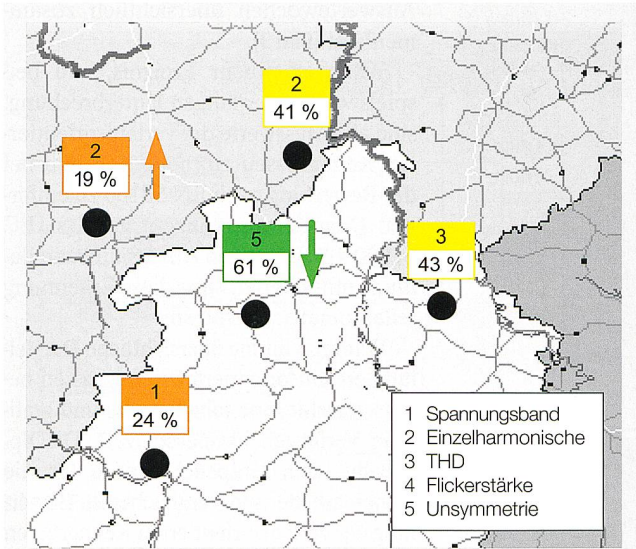 2
41 %
2
19 %
5
61 %
3
43 %
1
24 %
1 Spannungsband
2 Einzelharmonische
3 THD
4 Flickerstärke
5 Unsymmetrie